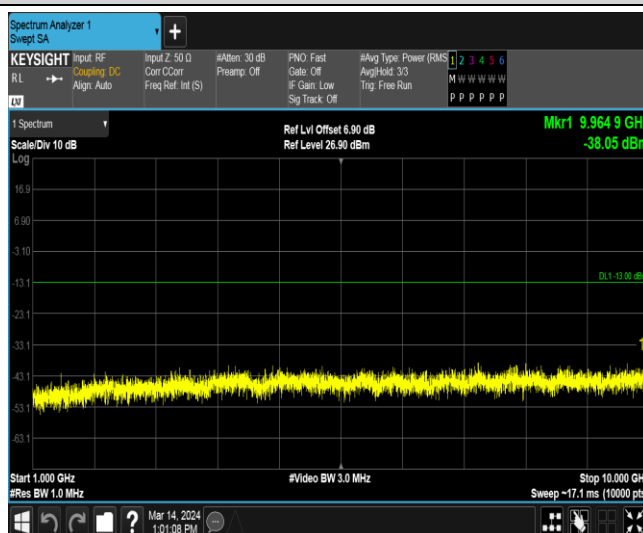 Spectrum Analyzer 1
Swept SA
KEYSIGHT
RL
Input: RF
Coupling: DC
Align: Auto
Input Z: 50 Ω
Corr CCorr
Freq Ref: Int (S)
#Atten: 30 dB
Preamp: Off
PNO: Fast
Gate: Off
IF Gain: Low
Sig Track: Off
#Avg Type: Power (RMS
Avg|Hold: 3/3
Trig: Free Run
1 2 3 4 5 6
M W W W W W
P P P P P P
LXI
1 Spectrum
Scale/Div 10 dB
Ref Lvl Offset 6.90 dB
Ref Level 26.90 dBm
Mkr1 9.964 9 GH
-38.05 dBm
Log
16.9
6.90
-3.10
-13.1
DL1 -13.00 dB
-23.1
-33.1
1
-43.1
-53.1
-63.1
Start 1.000 GHz
#Video BW 3.0 MHz
Stop 10.000 GH
#Res BW 1.0 MHz
Sweep ~17.1 ms (10000 pts
?
Mar 14, 2024
1:01:08 PM